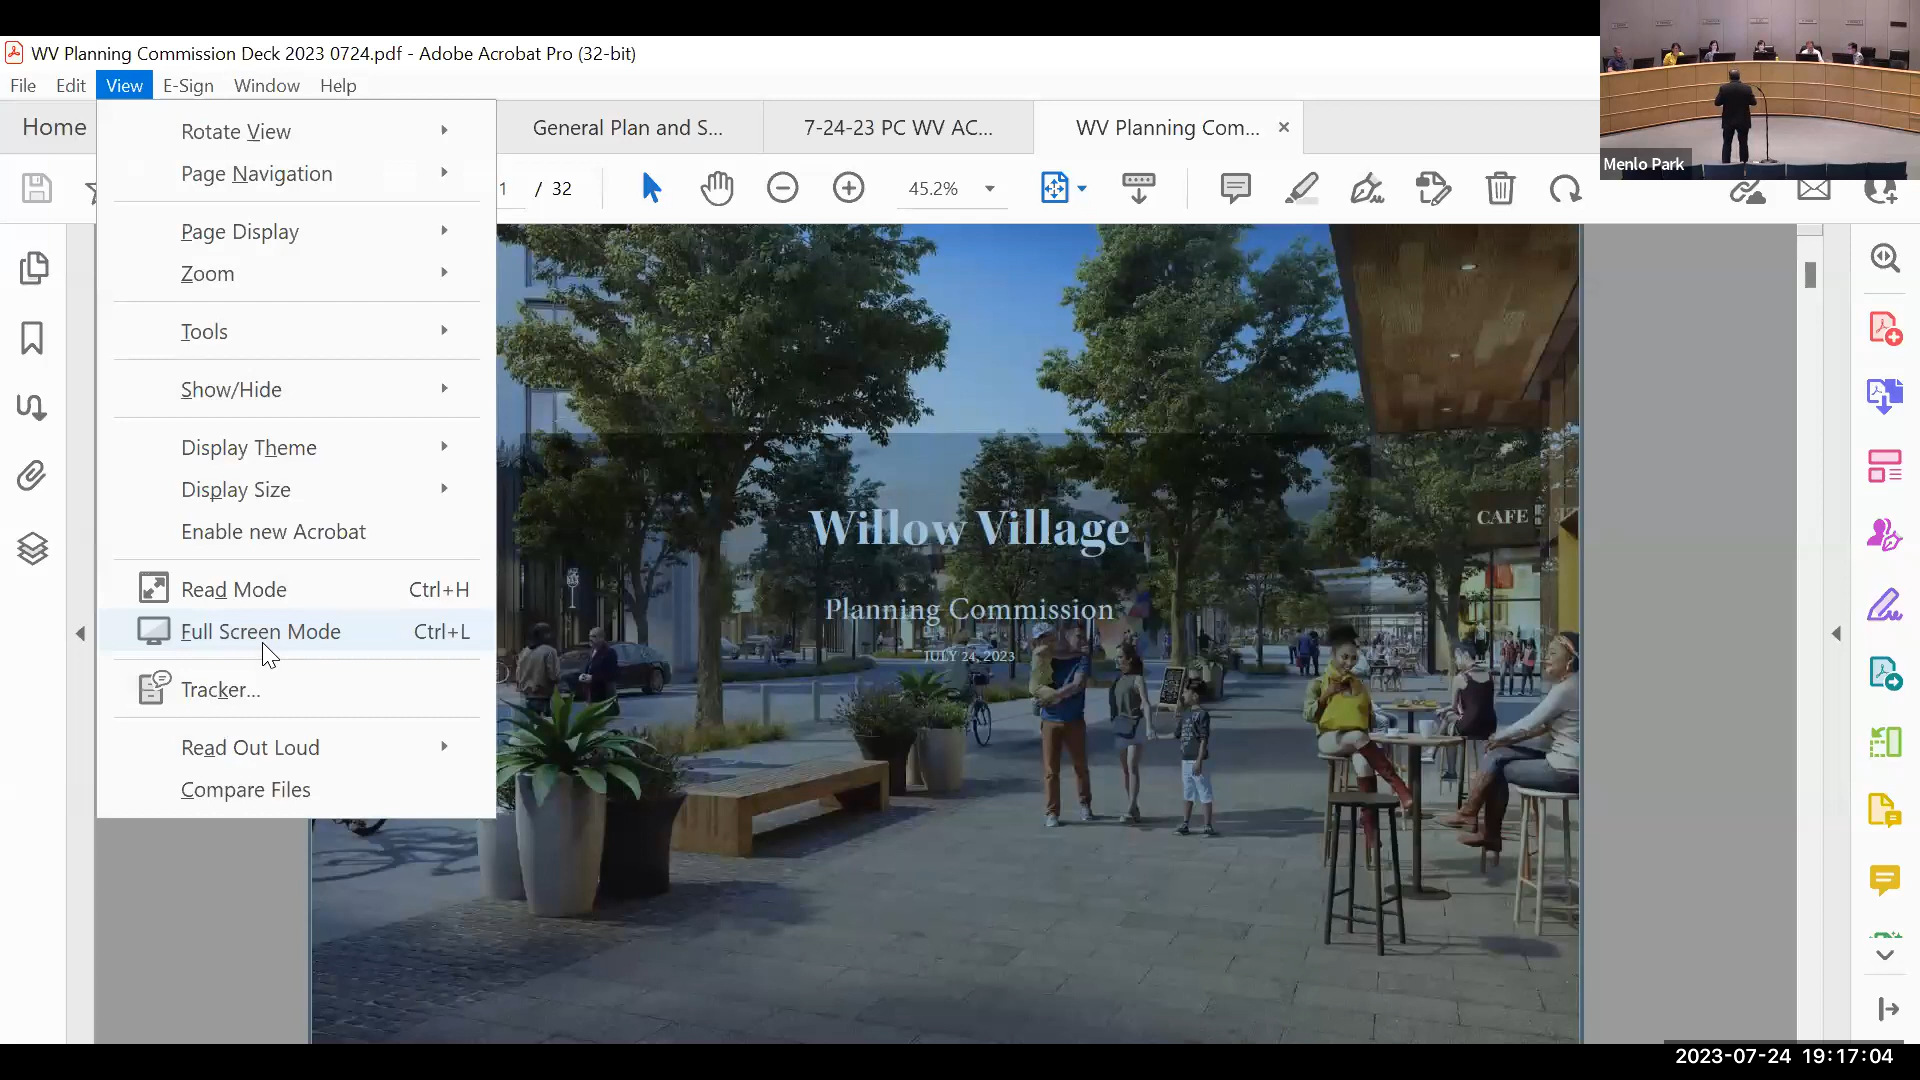 WV Planning Commission Deck 2023 0724.pdf - Adobe Acrobat Pro (32-bit)
File Edit View E-Sign Window Help
Home
General Plan and S...
7-24-23 PC WV AC...
WV Planning Com...
1 / 32
45.2%
Rotate View
Page Navigation
Page Display
Zoom
Tools
Show/Hide
Display Theme
Display Size
Enable new Acrobat
Read Mode Ctrl+H
Full Screen Mode Ctrl+L
Tracker...
Read Out Loud
Compare Files
Willow Village
Planning Commission
JULY 24, 2023
CAFE
Menlo Park
2023-07-24 19:17:04